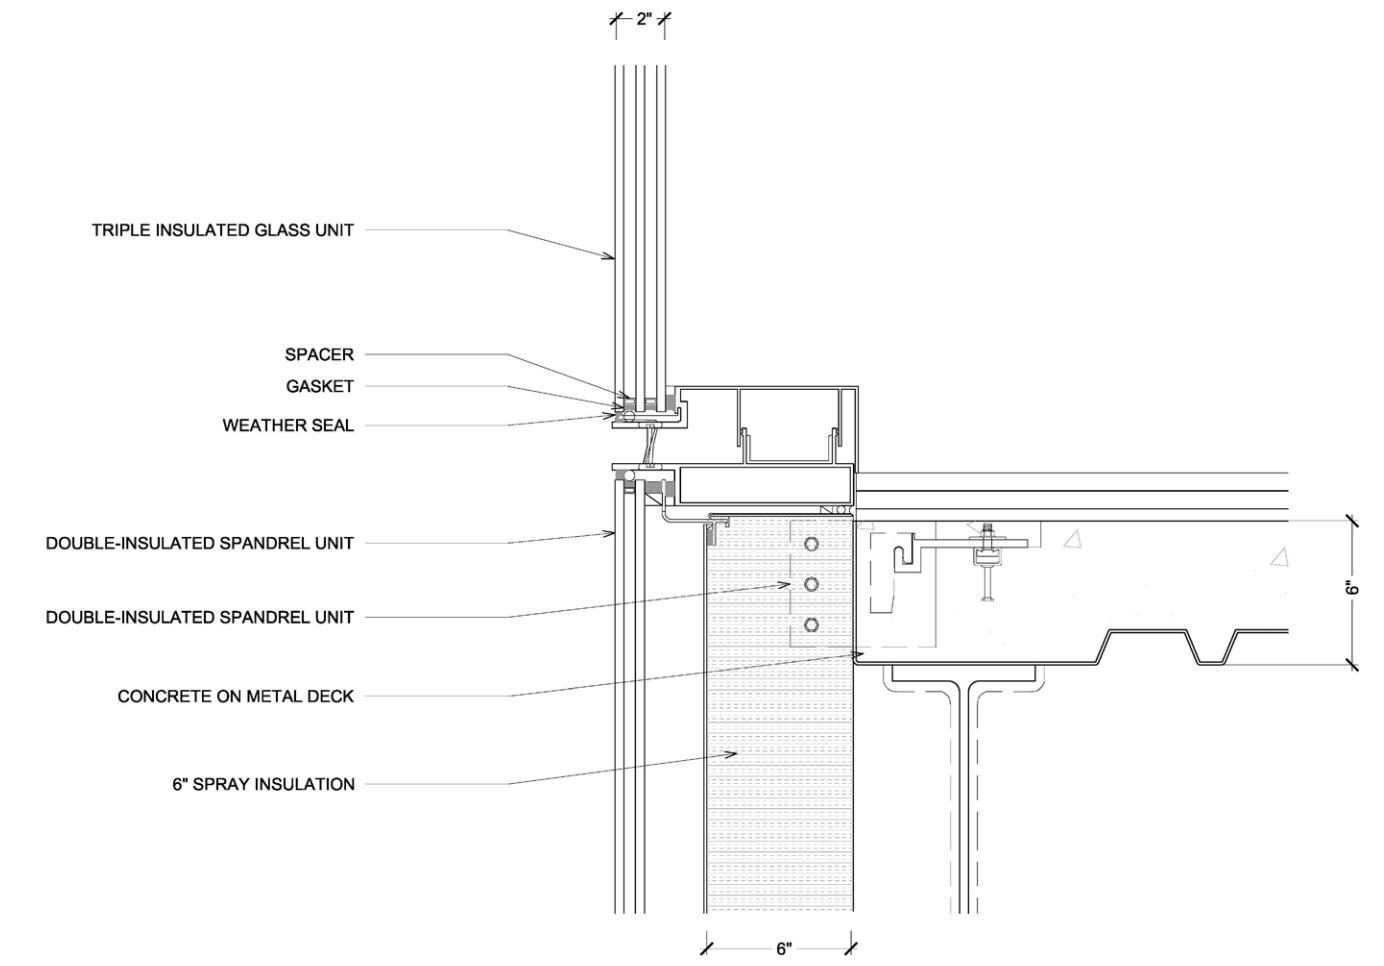 2"
TRIPLE INSULATED GLASS UNIT
SPACER
GASKET
WEATHER SEAL
DOUBLE-INSULATED SPANDREL UNIT
DOUBLE-INSULATED SPANDREL UNIT
6"
CONCRETE ON METAL DECK
6" SPRAY INSULATION
6"